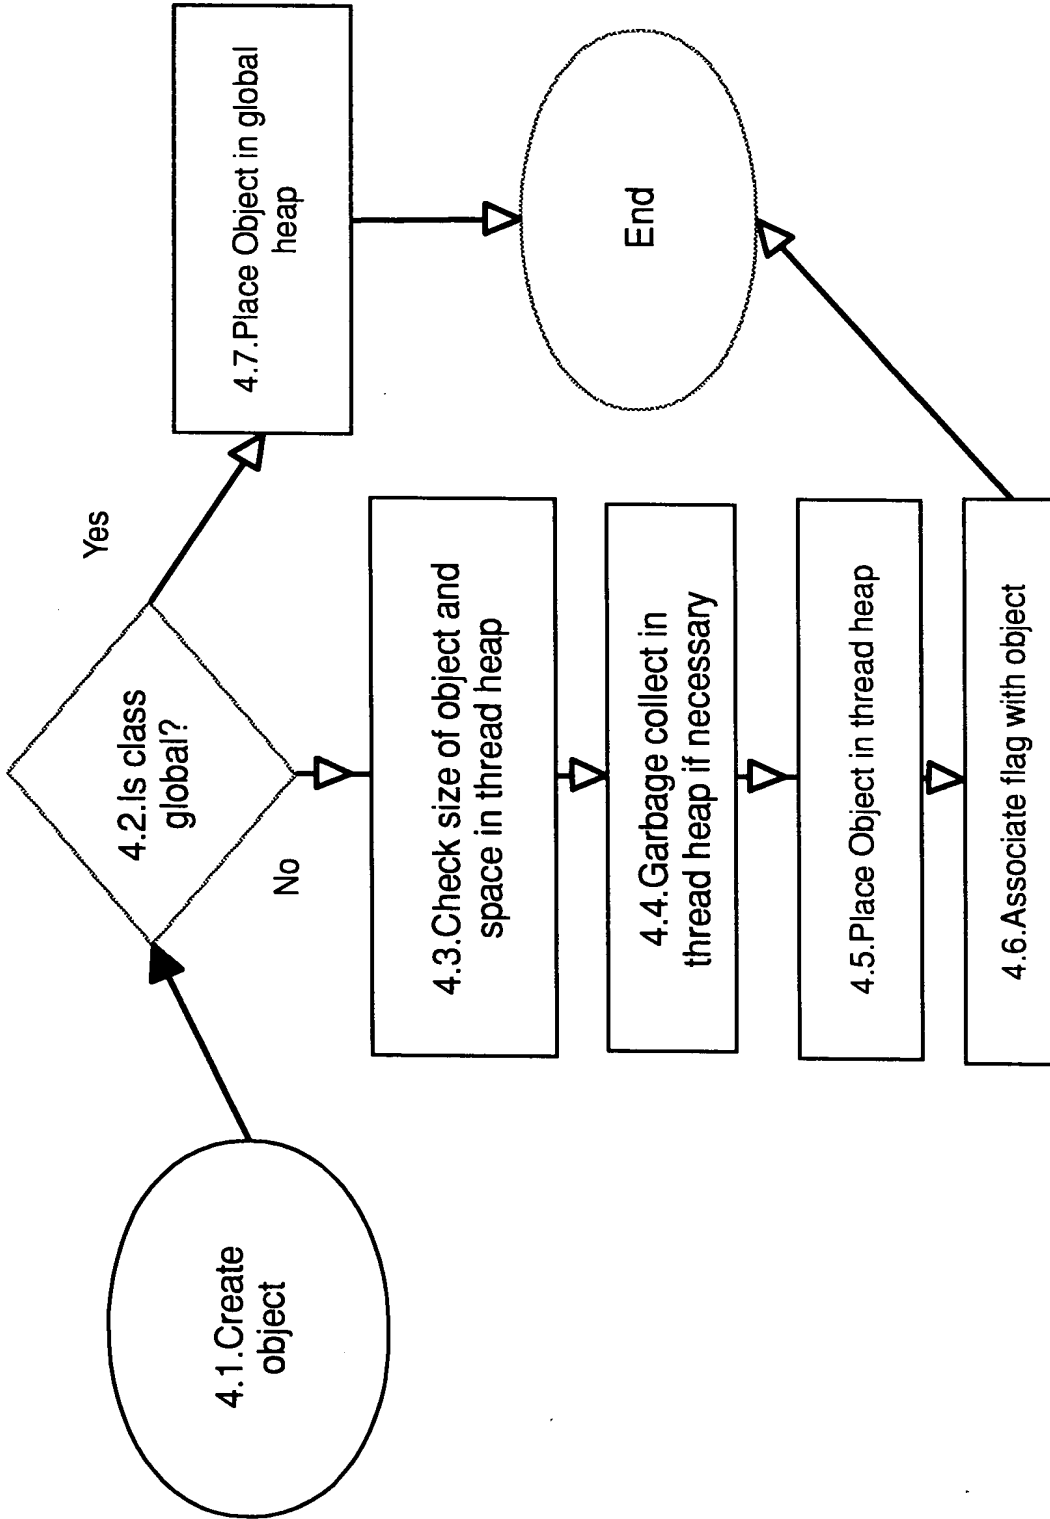 4.1.Create
object
4.2.Is class
global?
Yes
No
4.7.Place Object in global
heap
4.3.Check size of object and
space in thread heap
4.4.Garbage collect in
thread heap if necessary
4.5.Place Object in thread heap
4.6.Associate flag with object
End